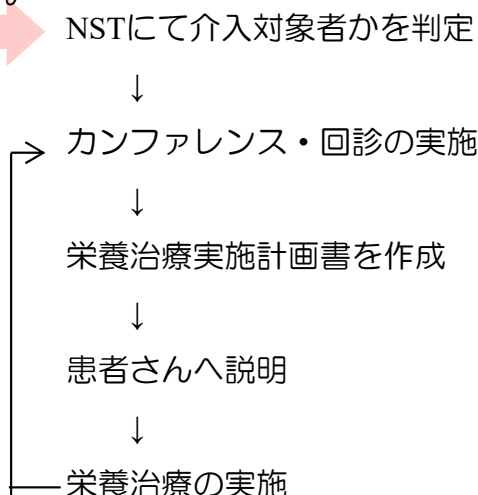 NSTにて介入対象者かを判定
↓
カンファレンス・回診の実施
↓
栄養治療実施計画書を作成
↓
患者さんへ説明
↓
栄養治療の実施